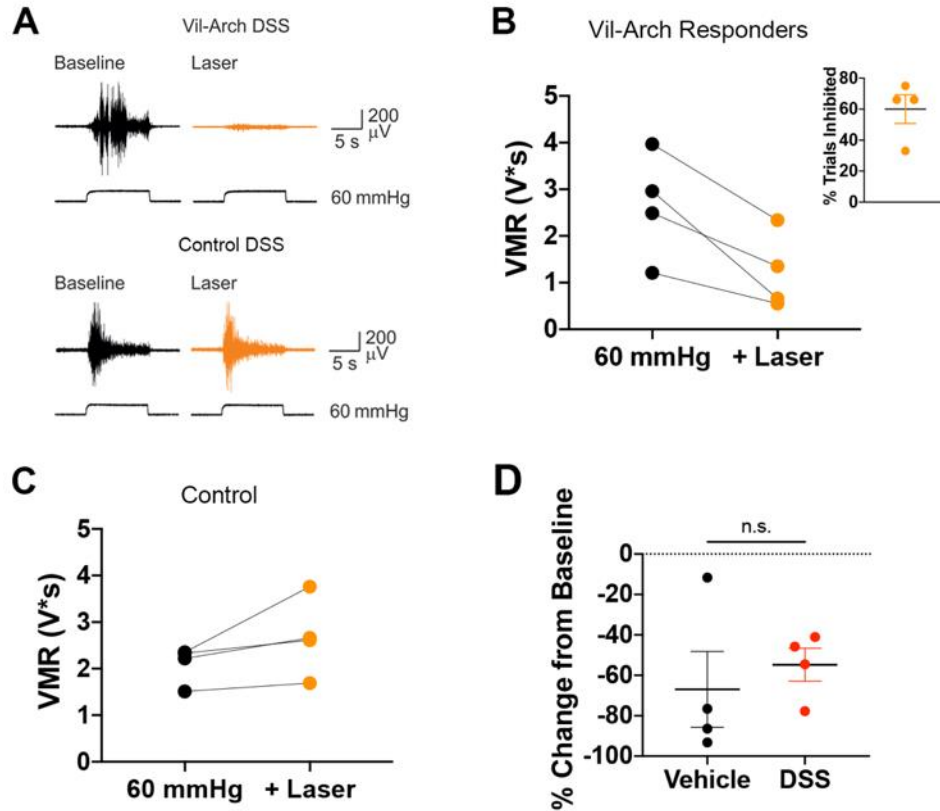 A
Vil-Arch DSS
Baseline Laser
200
µV
5 s
60 mmHg
Control DSS
Baseline Laser
200
µV
5 s
60 mmHg
B
Vil-Arch Responders
VMR (V*s)
5
4
3
2
1
0
60 mmHg + Laser
% Trials Inhibited
80
60
40
20
0
C
Control
VMR (V*s)
5
4
3
2
1
0
60 mmHg + Laser
D
n.s.
% Change from Baseline
0
-20
-40
-60
-80
-100
Vehicle DSS